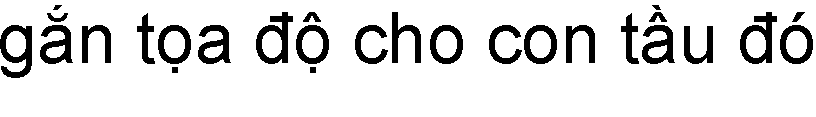 gắn tọa độ cho con tầu đó